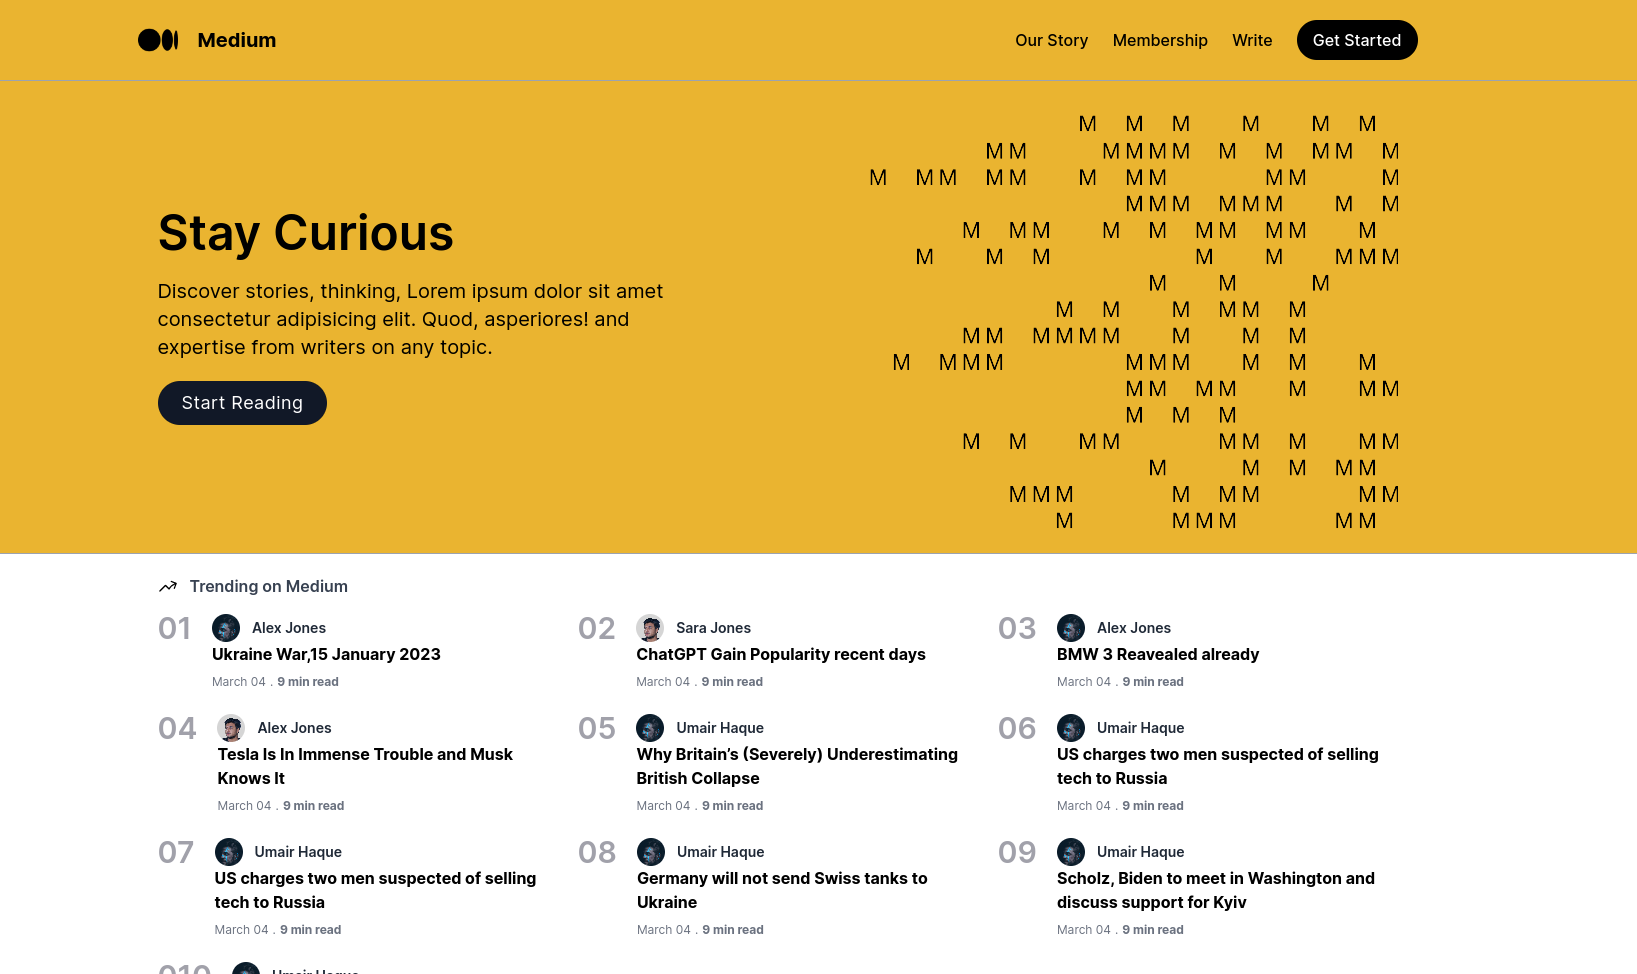 Medium
Our Story Membership Write Get Started
M M M M M M
M M M M M M M M M M M
M M M M M M M M M M M
M M M M M M M M
M M M M M M M M M M
M M M M M M M M
M M M
M M M M M M
M M M M M M M M M
M M M M M M M M M M
M M M M M M M
M M M
M M M M M M M M M
M M M M M
M M M M M M M M
M M M M M M
Stay Curious
Discover stories, thinking, Lorem ipsum dolor sit amet
consectetur adipisicing elit. Quod, asperiores! and
expertise from writers on any topic.
Start Reading
Trending on Medium
01 Alex Jones
Ukraine War,15 January 2023
March 04 . 9 min read
02 Sara Jones
ChatGPT Gain Popularity recent days
March 04 . 9 min read
03 Alex Jones
BMW 3 Reavealed already
March 04 . 9 min read
04 Alex Jones
Tesla Is In Immense Trouble and Musk
Knows It
March 04 . 9 min read
05 Umair Haque
Why Britain’s (Severely) Underestimating
British Collapse
March 04 . 9 min read
06 Umair Haque
US charges two men suspected of selling
tech to Russia
March 04 . 9 min read
07 Umair Haque
US charges two men suspected of selling
tech to Russia
March 04 . 9 min read
08 Umair Haque
Germany will not send Swiss tanks to
Ukraine
March 04 . 9 min read
09 Umair Haque
Scholz, Biden to meet in Washington and
discuss support for Kyiv
March 04 . 9 min read
010 Umair Haque